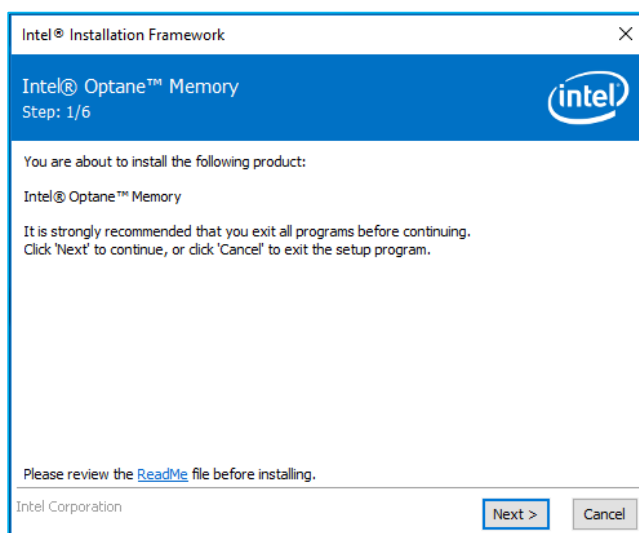 Intel® Installation Framework
Intel® Optane™ Memory
Step: 1/6
intel
You are about to install the following product:
Intel® Optane™ Memory
It is strongly recommended that you exit all programs before continuing.
Click 'Next' to continue, or click 'Cancel' to exit the setup program.
Please review the ReadMe file before installing.
Intel Corporation
Next >
Cancel